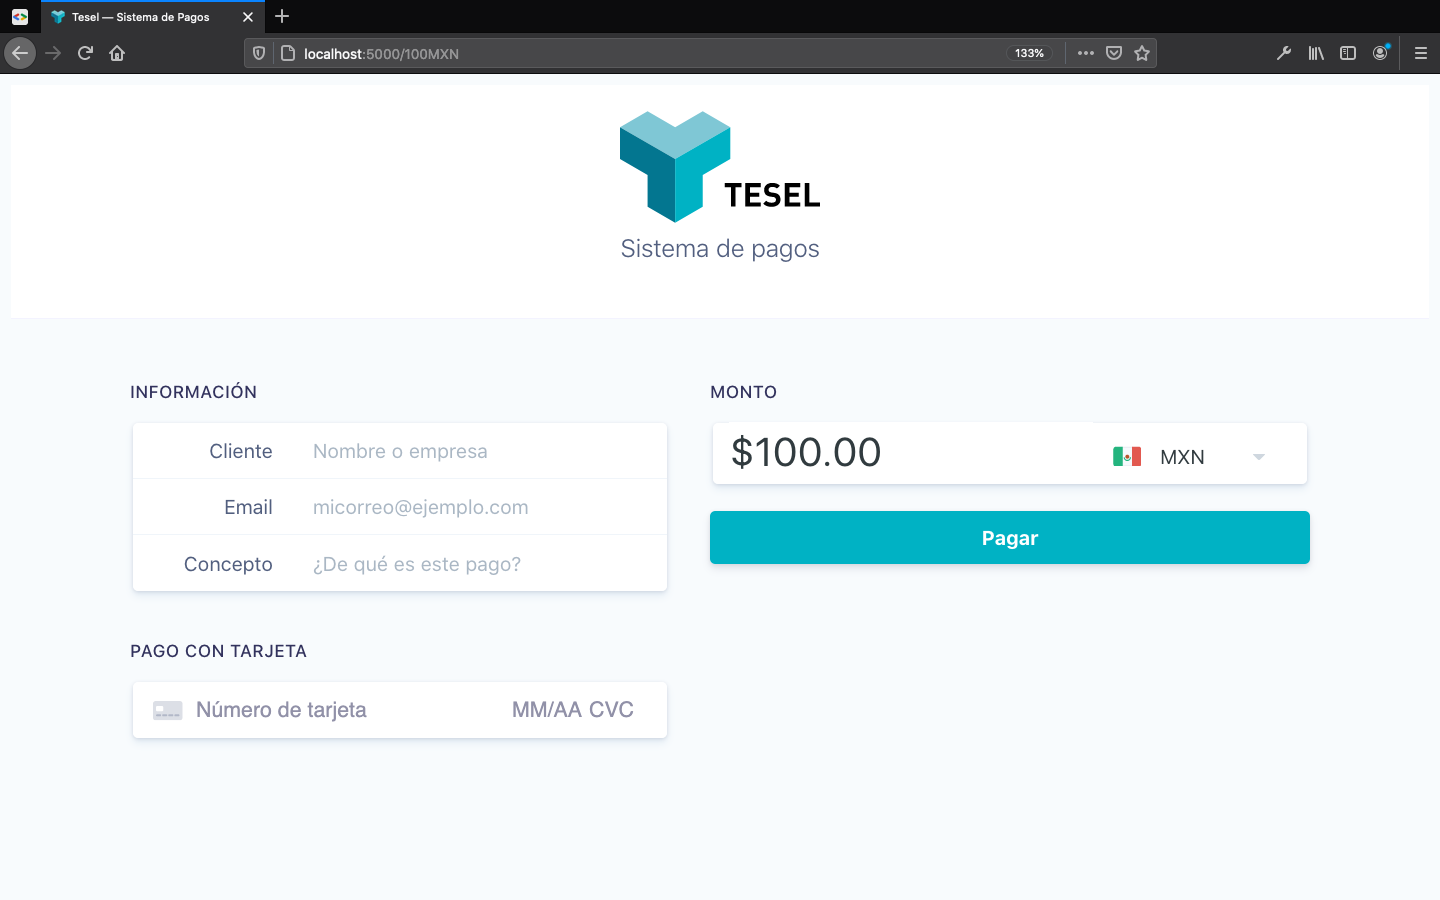 Tesel — Sistema de Pagos
localhost:5000/100MXN
133%
TESEL
Sistema de pagos
INFORMACIÓN
Cliente
Nombre o empresa
Email
micorreo@ejemplo.com
Concepto
¿De qué es este pago?
PAGO CON TARJETA
Número de tarjeta
MM/AA CVC
MONTO
$100.00
MXN
Pagar